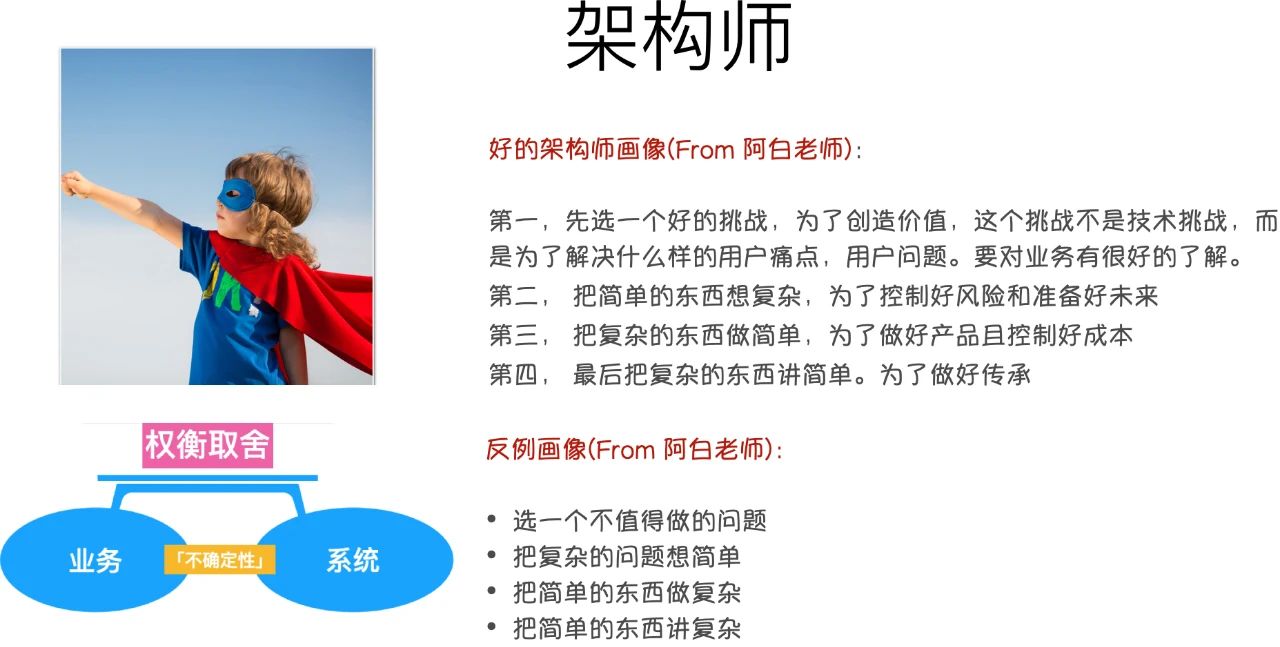 架构师
好的架构师画像(From 阿白老师)：
第一，先选一个好的挑战，为了创造价值，这个挑战不是技术挑战，而
是为了解决什么样的用户痛点，用户问题。要对业务有很好的了解。
第二， 把简单的东西想复杂，为了控制好风险和准备好未来
第三， 把复杂的东西做简单，为了做好产品且控制好成本
第四， 最后把复杂的东西讲简单。为了做好传承
权衡取舍
业务
「不确定性」
系统
反例画像(From 阿白老师)：
• 选一个不值得做的问题
• 把复杂的问题想简单
• 把简单的东西做复杂
• 把简单的东西讲复杂